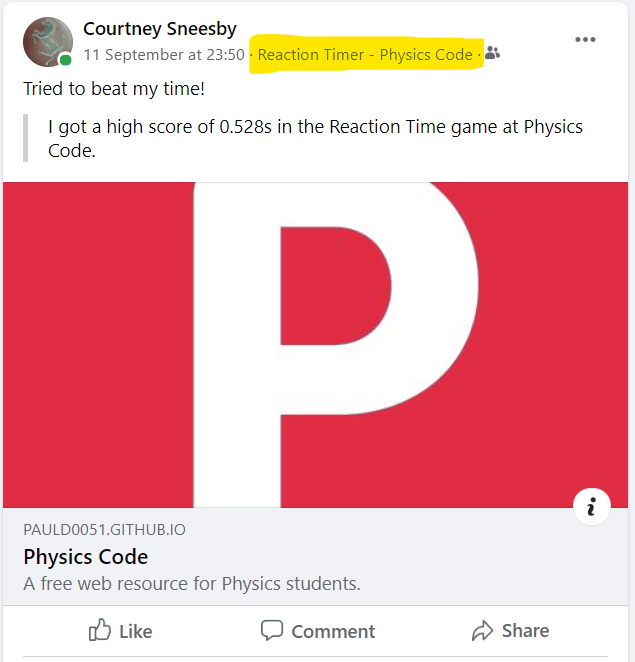 Courtney Sneesby
11 September at 23:50 · Reaction Timer - Physics Code ·
Tried to beat my time!
I got a high score of 0.528s in the Reaction Time game at Physics
Code.
P
PAULD0051.GITHUB.IO
Physics Code
A free web resource for Physics students.
Like Comment Share